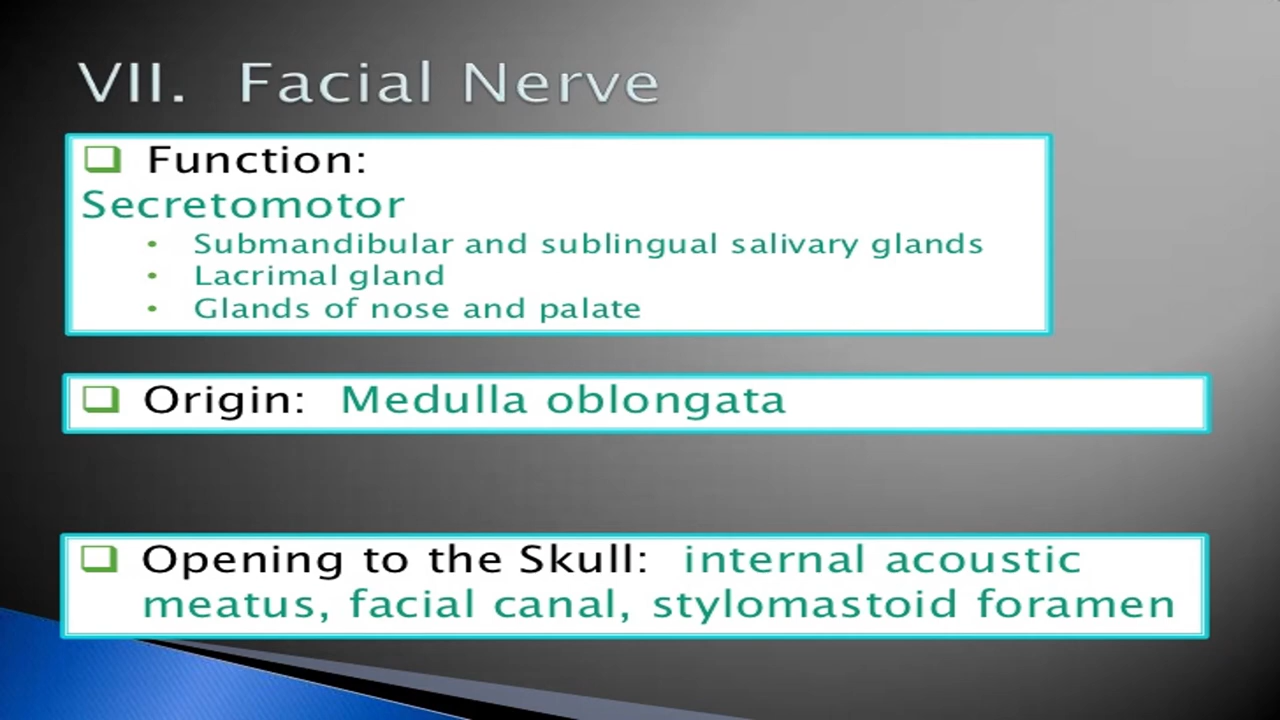 VII. Facial Nerve
❑ Function:
Secretomotor
• Submandibular and sublingual salivary glands
• Lacrimal gland
• Glands of nose and palate
❑ Origin: Medulla oblongata
❑ Opening to the Skull: internal acoustic
meatus, facial canal, stylomastoid foramen